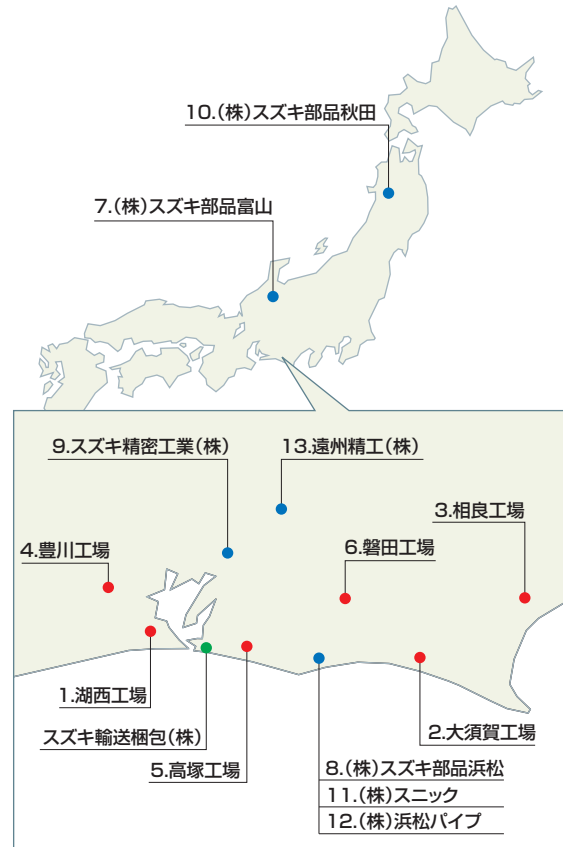 10.(株)スズキ部品秋田
7.(株)スズキ部品富山
9.スズキ精密工業(株)
13.遠州精工(株)
3.相良工場
4.豊川工場
6.磐田工場
1.湖西工場
スズキ輸送梱包(株)
2.大須賀工場
5.高塚工場
8.(株)スズキ部品浜松
11.(株)スニック
12.(株)浜松パイプ